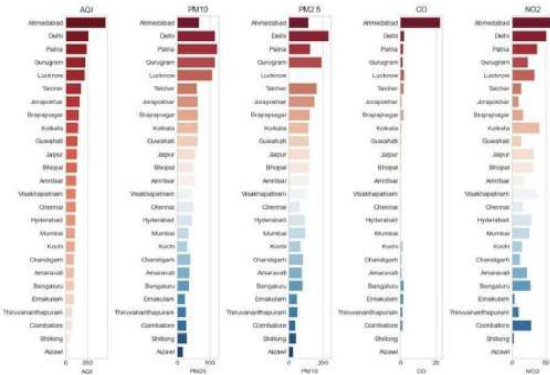 AQI
Ahmedabad
Delhi
Patna
Gurugram
Lucknow
Talcher
Jorapokhar
Brajrajnagar
Kolkata
Guwahati
Jaipur
Bhopal
Amritsar
Visakhapatnam
Chennai
Hyderabad
Mumbai
Kochi
Chandigarh
Amaravati
Bengaluru
Ernakulam
Thiruvananthapuram
Coimbatore
Shillong
Aizawl
0 250
AQI
PM10
Ahmedabad
Delhi
Patna
Gurugram
Lucknow
Talcher
Jorapokhar
Brajrajnagar
Kolkata
Guwahati
Jaipur
Bhopal
Amritsar
Visakhapatnam
Chennai
Hyderabad
Mumbai
Kochi
Chandigarh
Amaravati
Bengaluru
Ernakulam
Thiruvananthapuram
Coimbatore
Shillong
Aizawl
0 100
PM25
PM2.5
Ahmedabad
Delhi
Patna
Gurugram
Lucknow
Talcher
Jorapokhar
Brajrajnagar
Kolkata
Guwahati
Jaipur
Bhopal
Amritsar
Visakhapatnam
Chennai
Hyderabad
Mumbai
Kochi
Chandigarh
Amaravati
Bengaluru
Ernakulam
Thiruvananthapuram
Coimbatore
Shillong
Aizawl
0 200
PM10
CO
Ahmedabad
Delhi
Patna
Gurugram
Lucknow
Talcher
Jorapokhar
Brajrajnagar
Kolkata
Guwahati
Jaipur
Bhopal
Amritsar
Visakhapatnam
Chennai
Hyderabad
Mumbai
Kochi
Chandigarh
Amaravati
Bengaluru
Ernakulam
Thiruvananthapuram
Coimbatore
Shillong
Aizawl
0 20
CO
NO2
Ahmedabad
Delhi
Patna
Gurugram
Lucknow
Talcher
Jorapokhar
Brajrajnagar
Kolkata
Guwahati
Jaipur
Bhopal
Amritsar
Visakhapatnam
Chennai
Hyderabad
Mumbai
Kochi
Chandigarh
Amaravati
Bengaluru
Ernakulam
Thiruvananthapuram
Coimbatore
Shillong
Aizawl
0 50
NO2